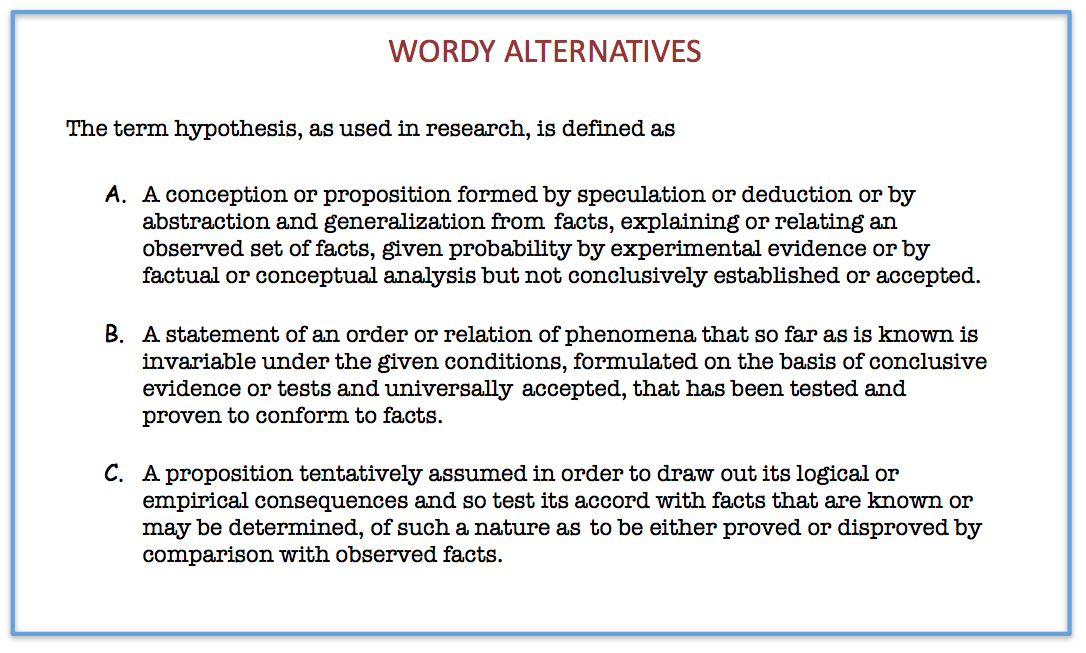 WORDY ALTERNATIVES
The term hypothesis, as used in research, is defined as
A. A conception or proposition formed by speculation or deduction or by
abstraction and generalization from facts, explaining or relating an
observed set of facts, given probability by experimental evidence or by
factual or conceptual analysis but not conclusively established or accepted.
B. A statement of an order or relation of phenomena that so far as is known is
invariable under the given conditions, formulated on the basis of conclusive
evidence or tests and universally accepted, that has been tested and
proven to conform to facts.
C. A proposition tentatively assumed in order to draw out its logical or
empirical consequences and so test its accord with facts that are known or
may be determined, of such a nature as to be either proved or disproved by
comparison with observed facts.